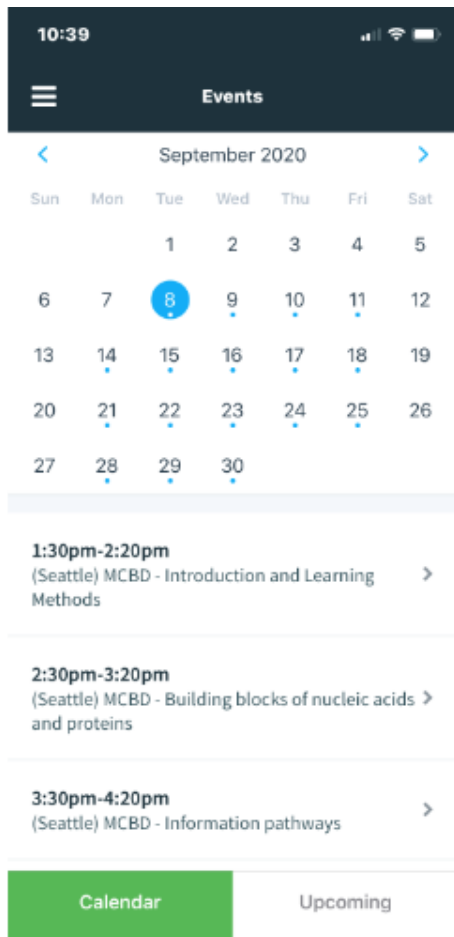 10:39
Events
September 2020
Sun Mon Tue Wed Thu Fri Sat
1 2 3 4 5
6 7 8 9 10 11 12
13 14 15 16 17 18 19
20 21 22 23 24 25 26
27 28 29 30
1:30pm-2:20pm
(Seattle) MCBD - Introduction and Learning
Methods
2:30pm-3:20pm
(Seattle) MCBD - Building blocks of nucleic acids
and proteins
3:30pm-4:20pm
(Seattle) MCBD - Information pathways
Calendar Upcoming